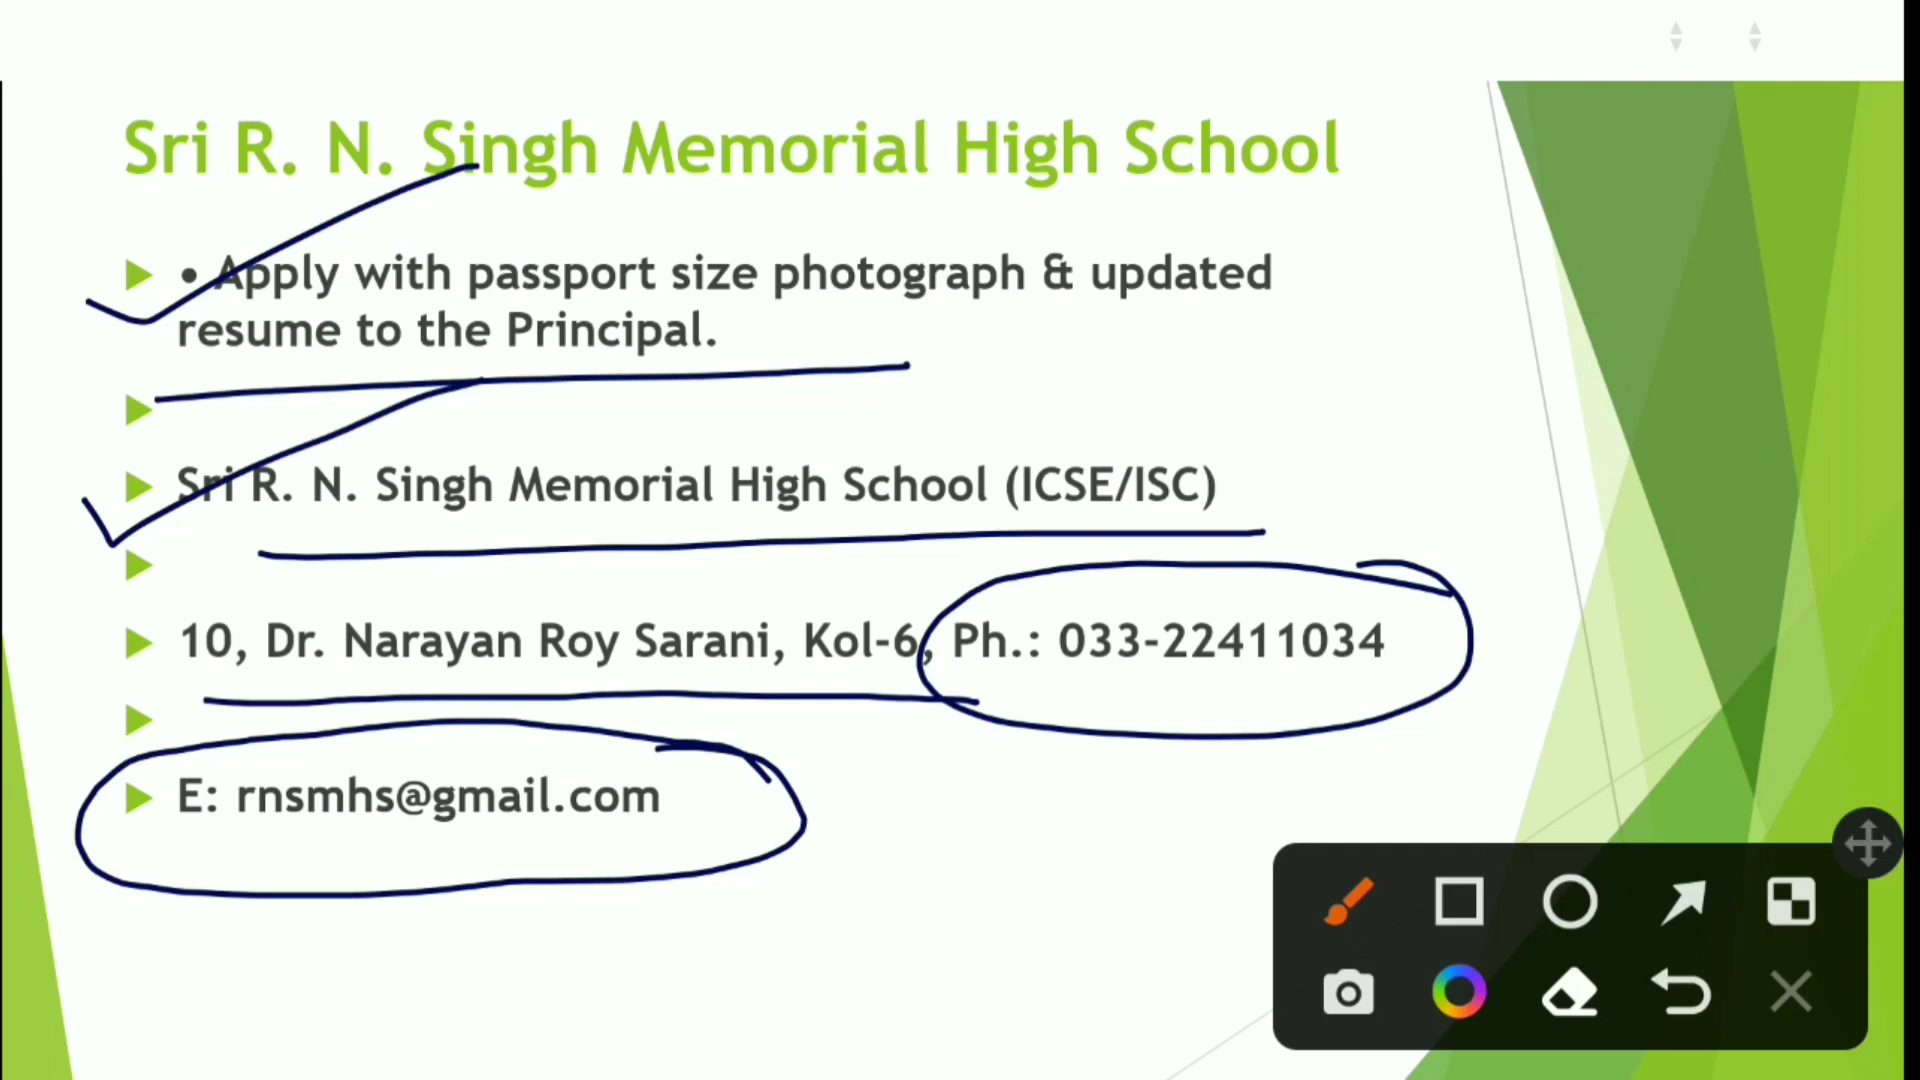 Sri R. N. Singh Memorial High School
• Apply with passport size photograph & updated
resume to the Principal.
Sri R. N. Singh Memorial High School (ICSE/ISC)
10, Dr. Narayan Roy Sarani, Kol-6, Ph.: 033-22411034
E: rnsmhs@gmail.com